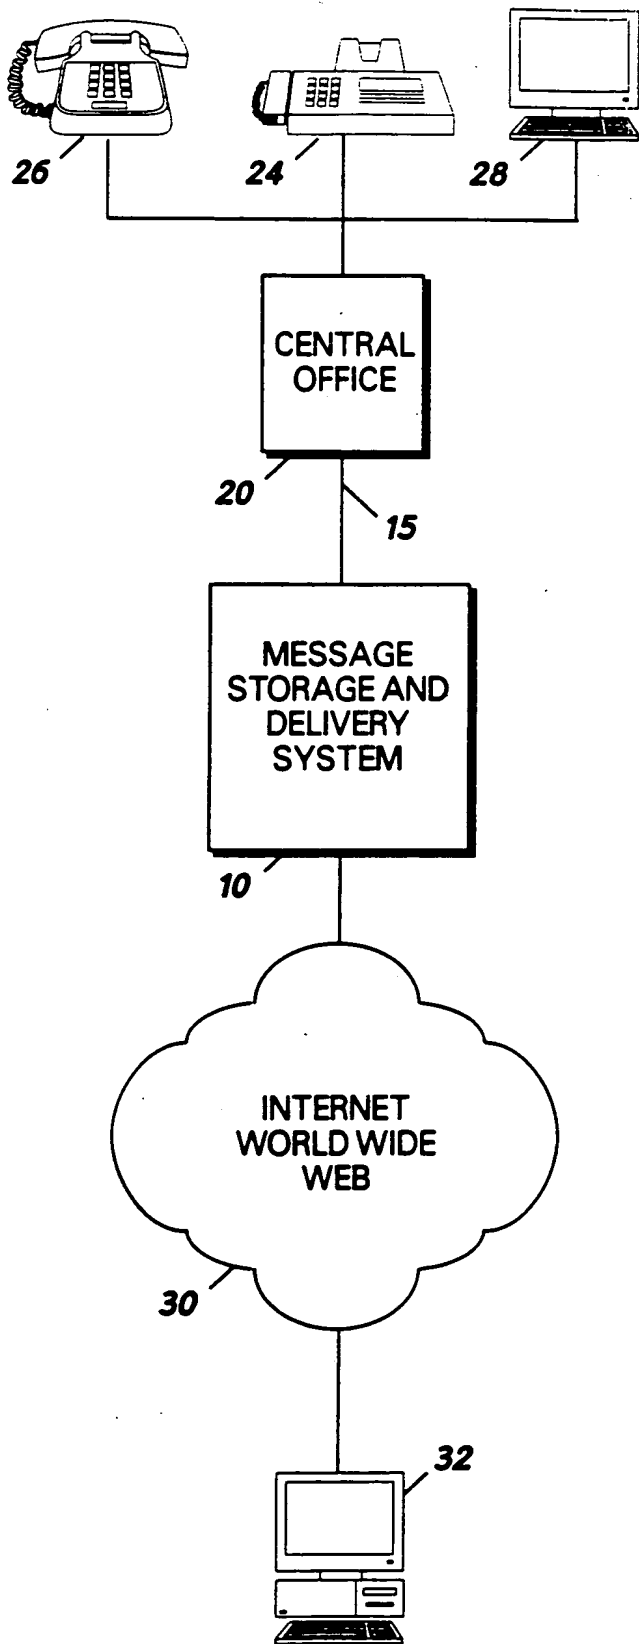 26
24
28
CENTRAL
OFFICE
20
15
MESSAGE
STORAGE AND
DELIVERY
SYSTEM
10
INTERNET
WORLD WIDE
WEB
30
32